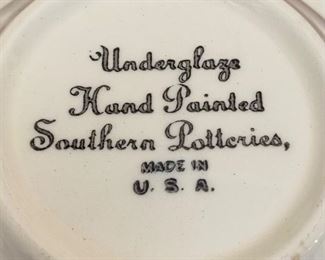 Underglaze
Hand Painted
Southern Potteries,
MADE IN
U. S. A.